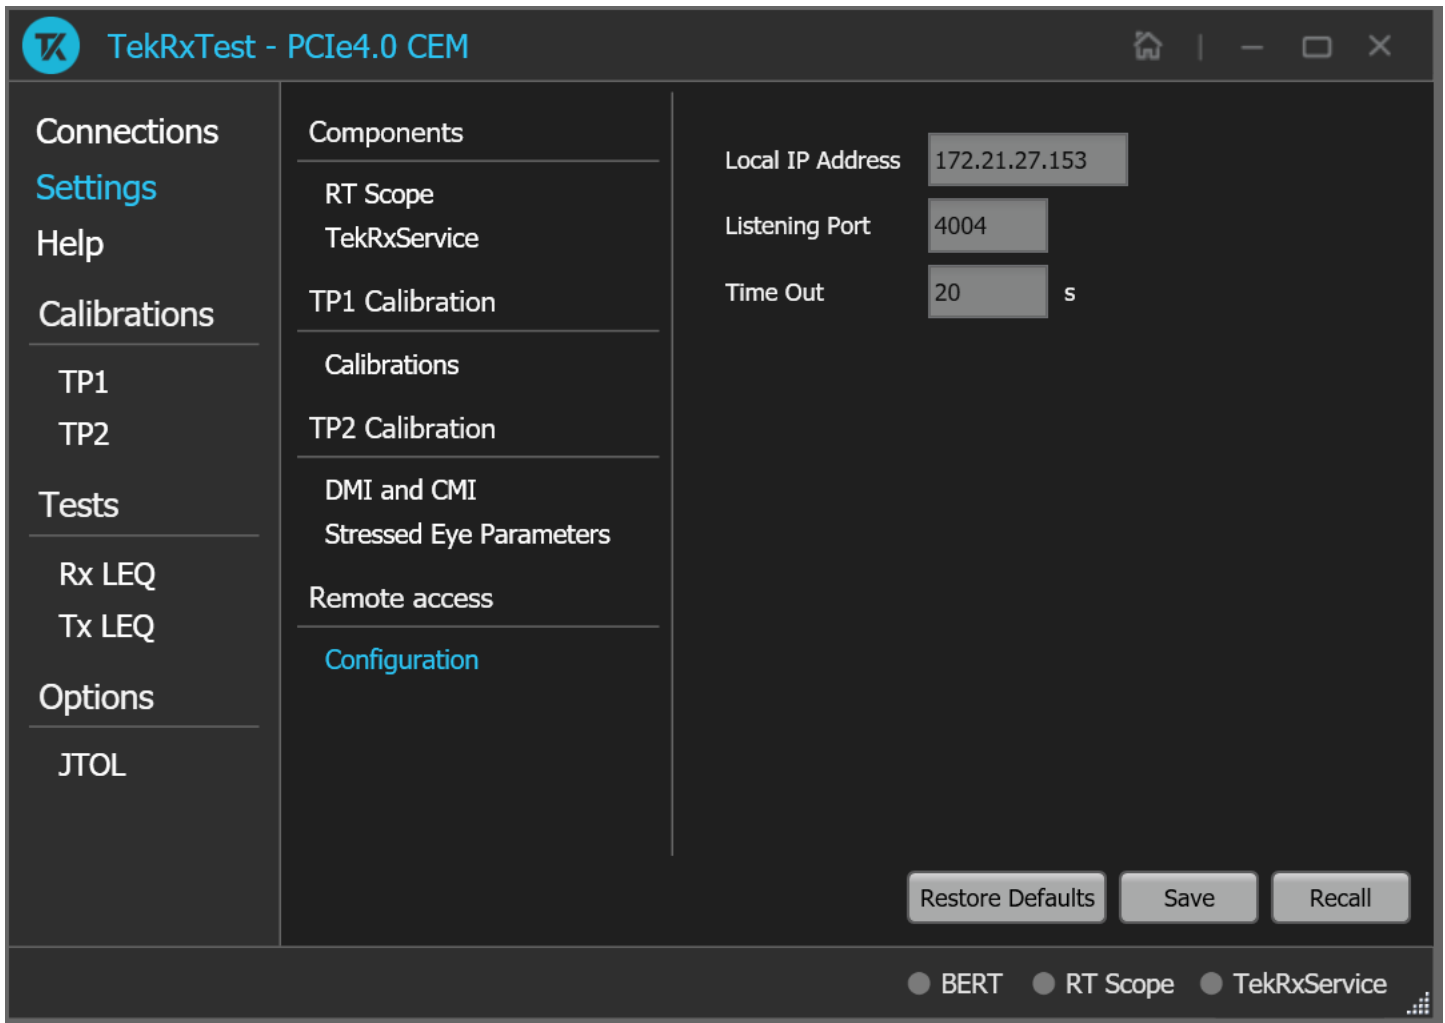 TekRxTest - PCIe4.0 CEM
Connections
Settings
Help
Calibrations
TP1
TP2
Tests
Rx LEQ
Tx LEQ
Options
JTOL
Components
RT Scope
TekRxService
TP1 Calibration
Calibrations
TP2 Calibration
DMI and CMI
Stressed Eye Parameters
Remote access
Configuration
Local IP Address 172.21.27.153
Listening Port 4004
Time Out 20 s
Restore Defaults Save Recall
BERT RT Scope TekRxService